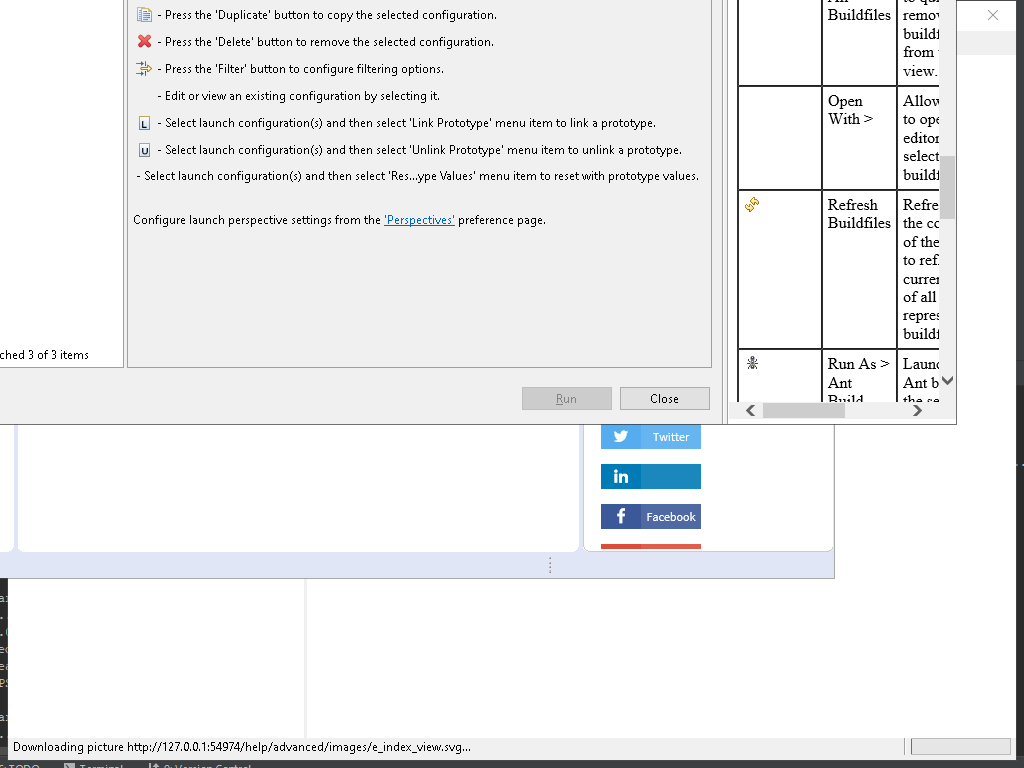 - Press the 'Duplicate' button to copy the selected configuration.
- Press the 'Delete' button to remove the selected configuration.
- Press the 'Filter' button to configure filtering options.
- Edit or view an existing configuration by selecting it.
L - Select launch configuration(s) and then select 'Link Prototype' menu item to link a prototype.
U - Select launch configuration(s) and then select 'Unlink Prototype' menu item to unlink a prototype.
- Select launch configuration(s) and then select 'Res...ype Values' menu item to reset with prototype values.
Configure launch perspective settings from the 'Perspectives' preference page.
ched 3 of 3 items
Run
Close
Buildfiles
remov
buildf
from
view.
Open
With >
Allow
to ope
editor
select
buildf
Refresh
Buildfiles
Refre
the co
of the
to ref
curren
of all
repres
buildf
Run As >
Ant
Build
Laun
Ant b
the se
Twitter
in
f Facebook
Downloading picture http://127.0.0.1:54974/help/advanced/images/e_index_view.svg...
TODO
Terminal
9: Version Control